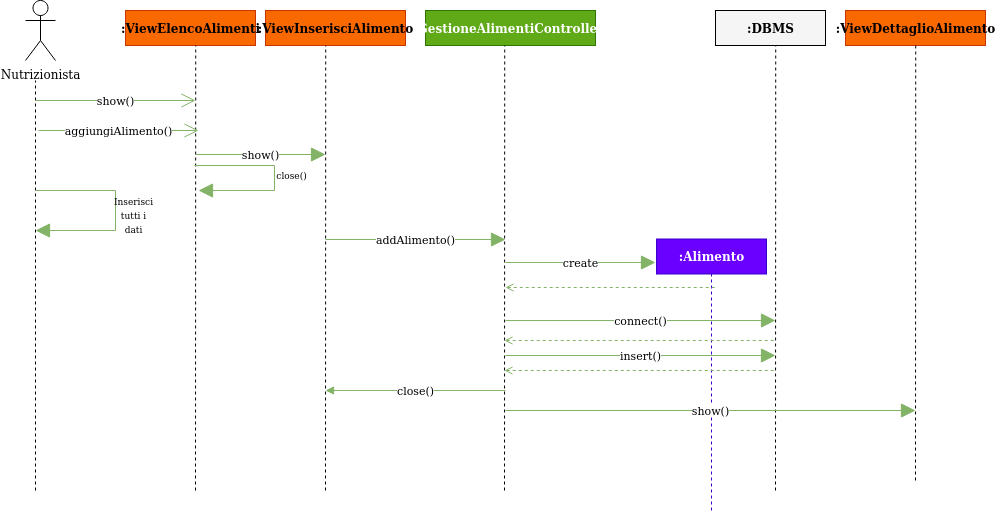 :ViewElencoAlimenti
:ViewInserisciAlimento
GestioneAlimentiController
:DBMS
:ViewDettaglioAlimento
Nutrizionista
show()
aggiungiAlimento()
show()
close()
Inserisci
tutti i
dati
addAlimento()
:Alimento
create
connect()
insert()
close()
show()